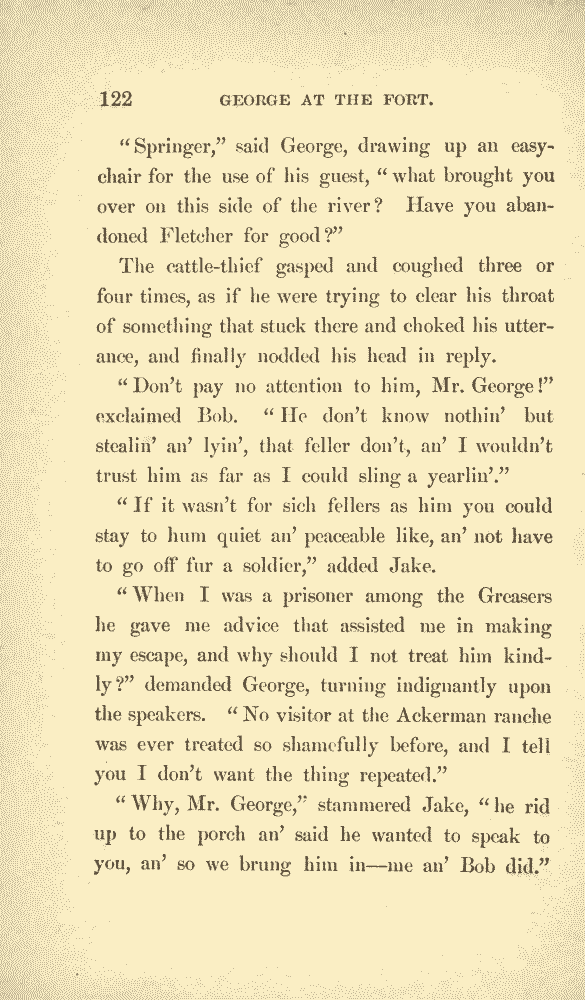 122 GEORGE AT THE FORT.
“Springer,” said George, drawing up an easy-
chair for the use of his guest, “what brought you
over on this side of the river? Have you aban-
doned Fletcher for good?”
The cattle-thief gasped and coughed three or
four times, as if he were trying to clear his throat
of something that stuck there and choked his utter-
ance, and finally nodded his head in reply.
“Don’t pay no attention to him, Mr. George!”
exclaimed Bob. “He don’t know nothin’ but
stealin’ an’ lyin’, that feller don’t, an’ I wouldn’t
trust him as far as I could sling a yearlin’.”
“If it wasn’t for sich fellers as him you could
stay to hum quiet an’ peaceable like, an’ not have
to go off fur a soldier,” added Jake.
“When I was a prisoner among the Greasers
he gave me advice that assisted me in making
my escape, and why should I not treat him kind-
ly?” demanded George, turning indignantly upon
the speakers. “No visitor at the Ackerman ranche
was ever treated so shamefully before, and I tell
you I don’t want the thing repeated.”
“Why, Mr. George,” stammered Jake, “he rid
up to the porch an’ said he wanted to speak to
you, an’ so we brung him in—me an’ Bob did.”